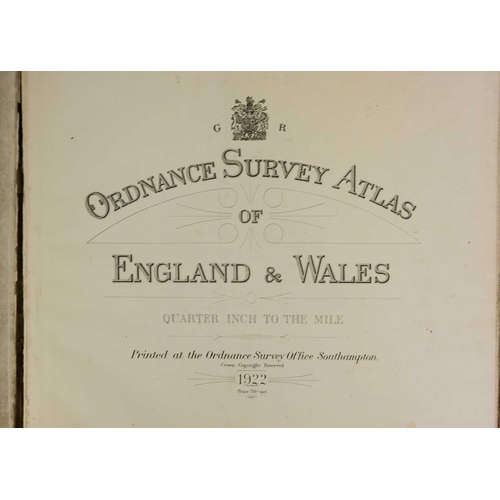 G R
ORDNANCE SURVEY ATLAS
OF
ENGLAND & WALES
QUARTER INCH TO THE MILE
Printed at the Ordnance Survey Office Southampton.
Crown Copyright Reserved
1922
Price